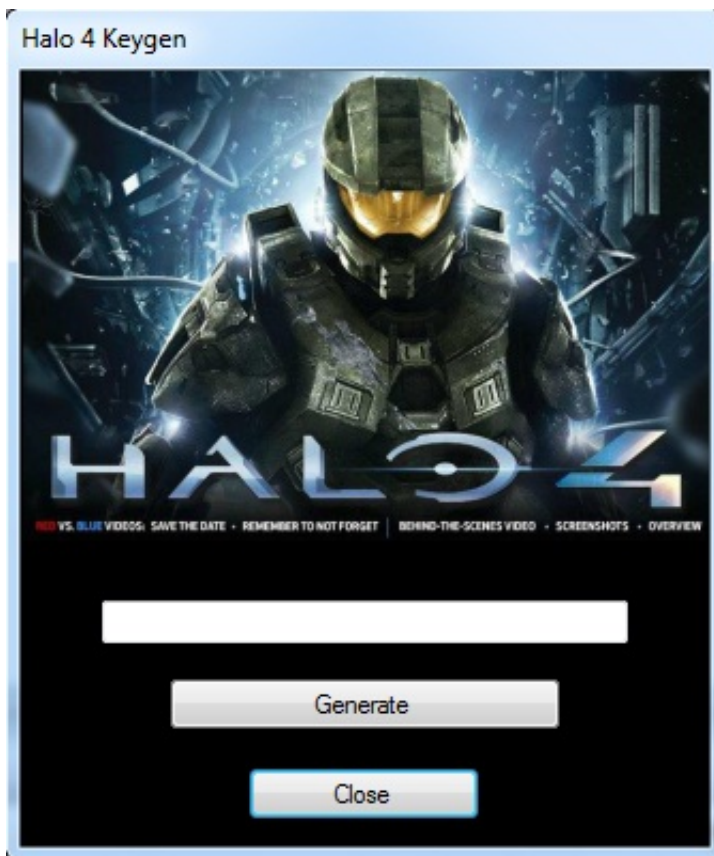 Halo 4 Keygen
HALO 4
RED VS. BLUE VIDEOS: SAVE THE DATE • REMEMBER TO NOT FORGET | BEHIND-THE-SCENES VIDEO • SCREENSHOTS • OVERVIEW
Generate
Close